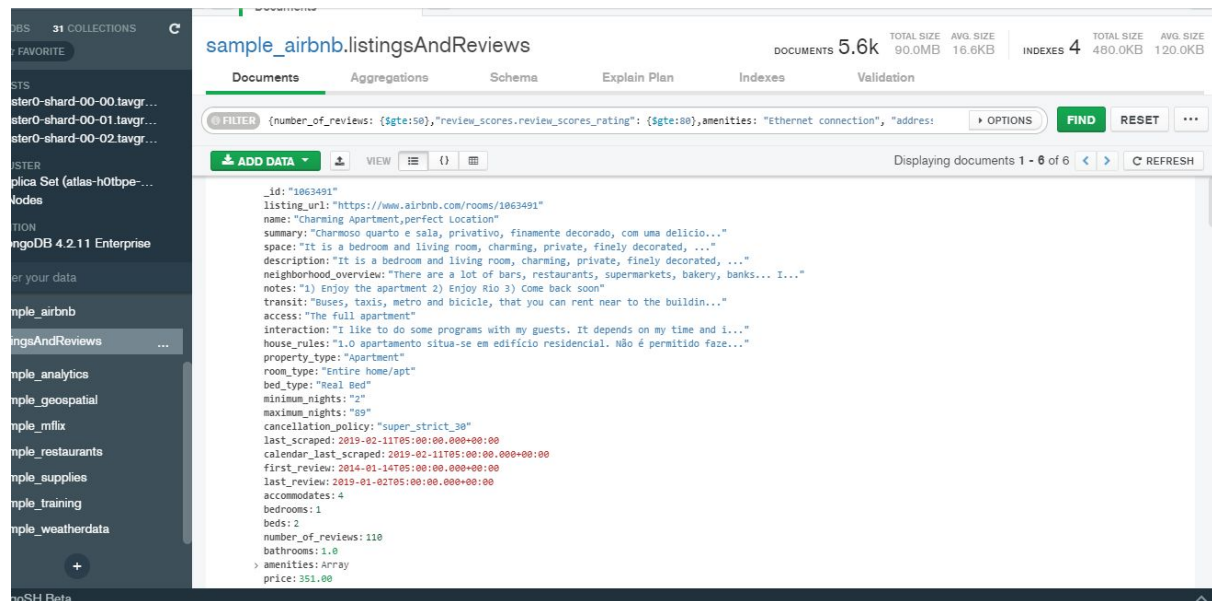 Documents
DBS 31 COLLECTIONS
FAVORITE
sample_airbnb.listingsAndReviews
DOCUMENTS 5.6k TOTAL SIZE 90.0MB AVG. SIZE 16.6KB INDEXES 4 TOTAL SIZE 480.0KB AVG. SIZE 120.0KB
Documents Aggregations Schema Explain Plan Indexes Validation
STS
ster0-shard-00-00.tavgr...
ster0-shard-00-01.tavgr...
ster0-shard-00-02.tavgr...
USTER
plica Set (atlas-h0tbpe-...
Nodes
TION
ongoDB 4.2.11 Enterprise
er your data
mple_airbnb
ingsAndReviews ...
mple_analytics
mple_geospatial
mple_mflix
mple_restaurants
mple_supplies
mple_training
mple_weatherdata
+
FILTER {number_of_reviews: {$gte:50},"review_scores.review_scores_rating": {$gte:80},amenities: "Ethernet connection", "addres: OPTIONS FIND RESET ...
ADD DATA VIEW {} Displaying documents 1 - 6 of 6 < > REFRESH
_id: "1063491"
listing_url: "https://www.airbnb.com/rooms/1063491"
name: "Charming Apartment,perfect Location"
summary: "Charmoso quarto e sala, privativo, finamente decorado, com uma delicio..."
space: "It is a bedroom and living room, charming, private, finely decorated, ..."
description: "It is a bedroom and living room, charming, private, finely decorated, ..."
neighborhood_overview: "There are a lot of bars, restaurants, supermarkets, bakery, banks... I..."
notes: "1) Enjoy the apartment 2) Enjoy Rio 3) Come back soon"
transit: "Buses, taxis, metro and bicicle, that you can rent near to the buildin..."
access: "The full apartment"
interaction: "I like to do some programs with my guests. It depends on my time and i..."
house_rules: "1.O apartamento situa-se em edifício residencial. Não é permitido faze..."
property_type: "Apartment"
room_type: "Entire home/apt"
bed_type: "Real Bed"
minimum_nights: "2"
maximum_nights: "89"
cancellation_policy: "super_strict_30"
last_scraped: 2019-02-11T05:00:00.000+00:00
calendar_last_scraped: 2019-02-11T05:00:00.000+00:00
first_review: 2014-01-14T05:00:00.000+00:00
last_review: 2019-01-02T05:00:00.000+00:00
accommodates: 4
bedrooms: 1
beds: 2
number_of_reviews: 110
bathrooms: 1.0
> amenities: Array
price: 351.00
goSH Beta